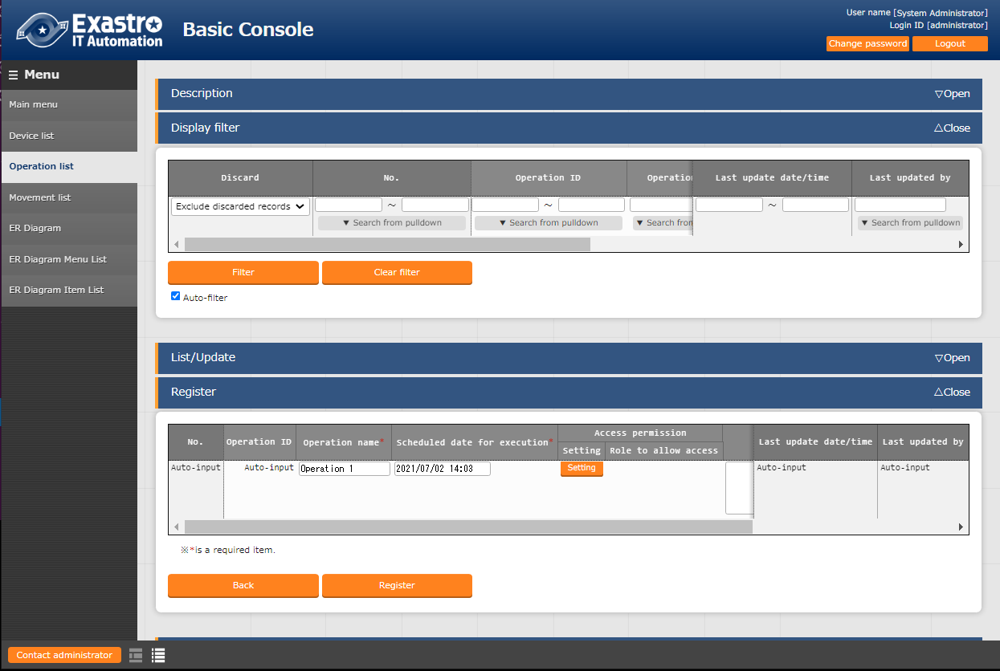 Exastro
IT Automation
Basic Console
User name [System Administrator]
Login ID [administrator]
Change password Logout
☰ Menu
Main menu
Device list
Operation list
Movement list
ER Diagram
ER Diagram Menu List
ER Diagram Item List
Description ▽Open
Display filter △Close
Discard No. Operation ID Operation Last update date/time Last updated by
Exclude discarded records ~ ~ ~
▼ Search from pulldown ▼ Search from pulldown ▼ Search from ▼ Search from pulldown
Filter Clear filter
Auto-filter
List/Update ▽Open
Register △Close
No. Operation ID Operation name* Scheduled date for execution* Access permission Last update date/time Last updated by
Setting Role to allow access
Auto-input Auto-input Operation 1 2021/07/02 14:03 Setting Auto-input Auto-input
※*is a required item.
Back Register
Contact administrator